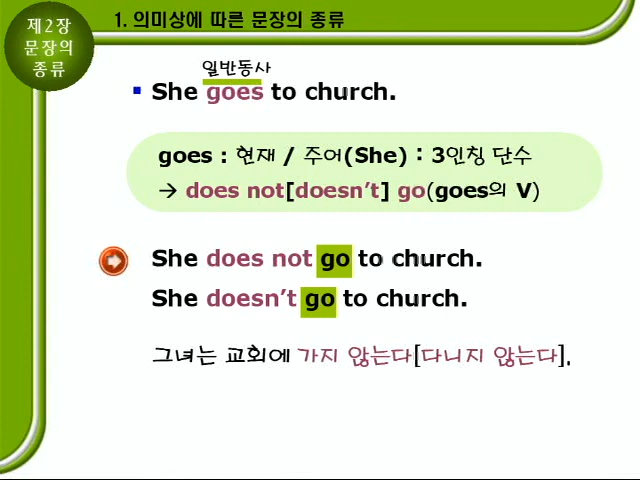 제2장
문장의
종류
1. 의미상에 따른 문장의 종류
일반동사
▪ She goes to church.
goes : 현재 / 주어(She) : 3인칭 단수
→ does not[doesn't] go(goes의 V)
She does not go to church.
She doesn't go to church.
그녀는 교회에 가지 않는다[다니지 않는다].